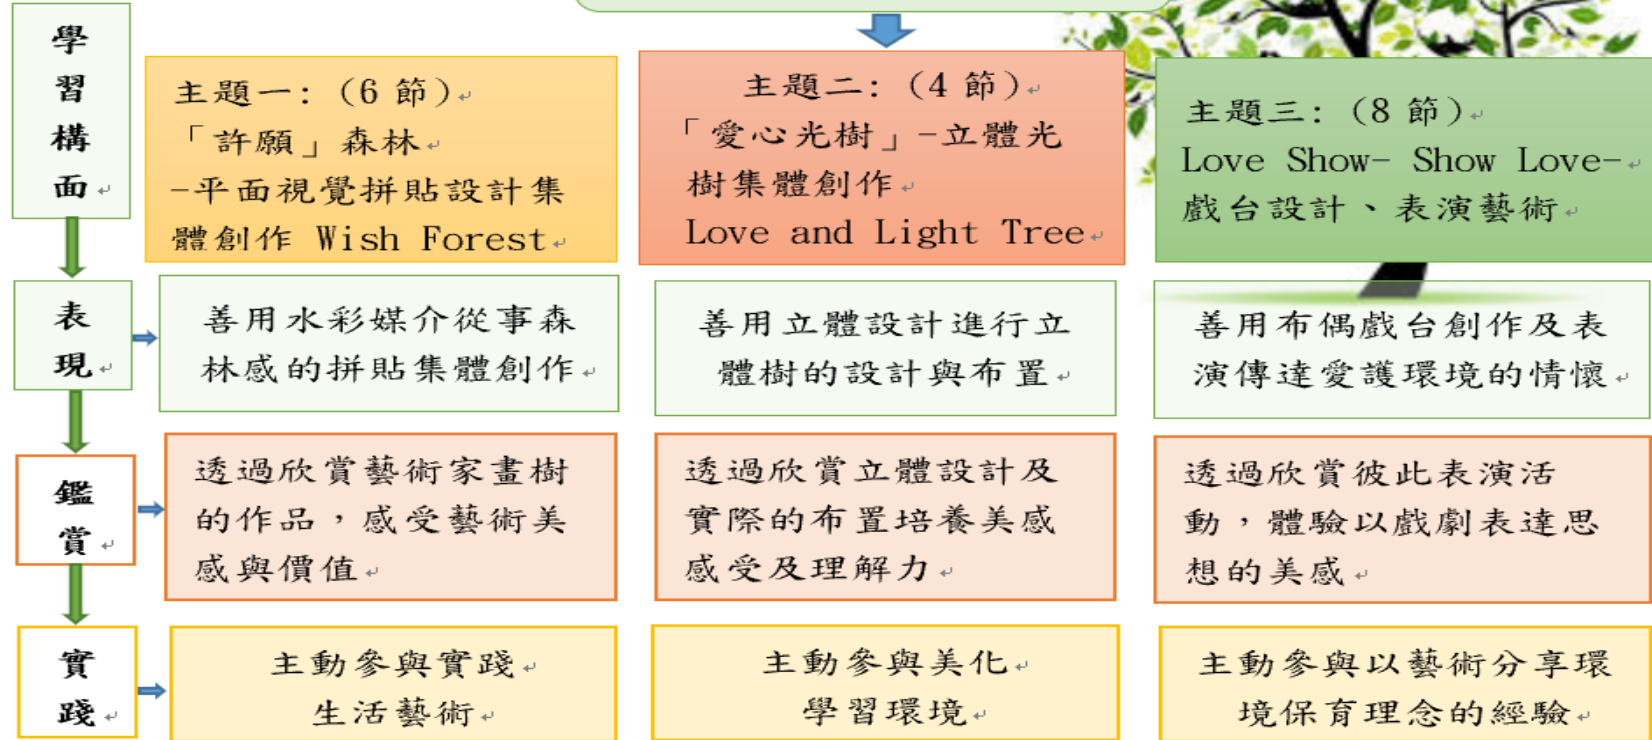 學
習
構
面
主題一：（6 節）
「許願」森林
-平面視覺拼貼設計集
體創作 Wish Forest
主題二：（4 節）
「愛心光樹」-立體光
樹集體創作
Love and Light Tree
主題三：（8 節）
Love Show- Show Love-
戲台設計、表演藝術
表
現
善用水彩媒介從事森
林感的拼貼集體創作
善用立體設計進行立
體樹的設計與布置
善用布偶戲台創作及表
演傳達愛護環境的情懷
鑑
賞
透過欣賞藝術家畫樹
的作品，感受藝術美
感與價值
透過欣賞立體設計及
實際的布置培養美感
感受及理解力
透過欣賞彼此表演活
動，體驗以戲劇表達思
想的美感
實
踐
主動參與實踐
生活藝術
主動參與美化
學習環境
主動參與以藝術分享環
境保育理念的經驗